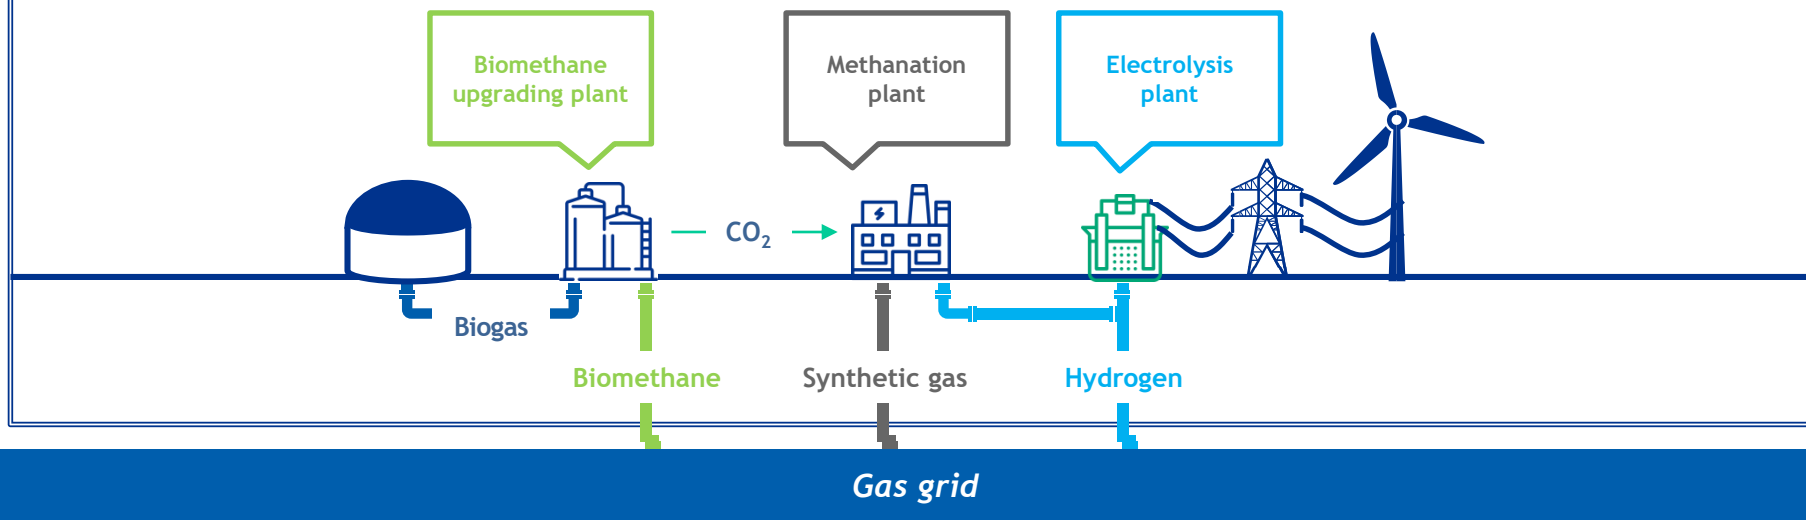 Biomethane
upgrading plant
Methanation
plant
Electrolysis
plant
CO₂
Biogas
Biomethane
Synthetic gas
Hydrogen
Gas grid